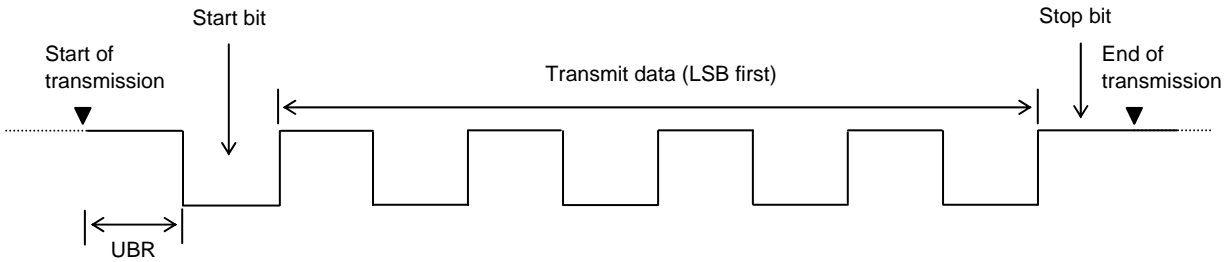 Start bit
Stop bit
Start of
transmission
End of
transmission
Transmit data (LSB first)
UBR